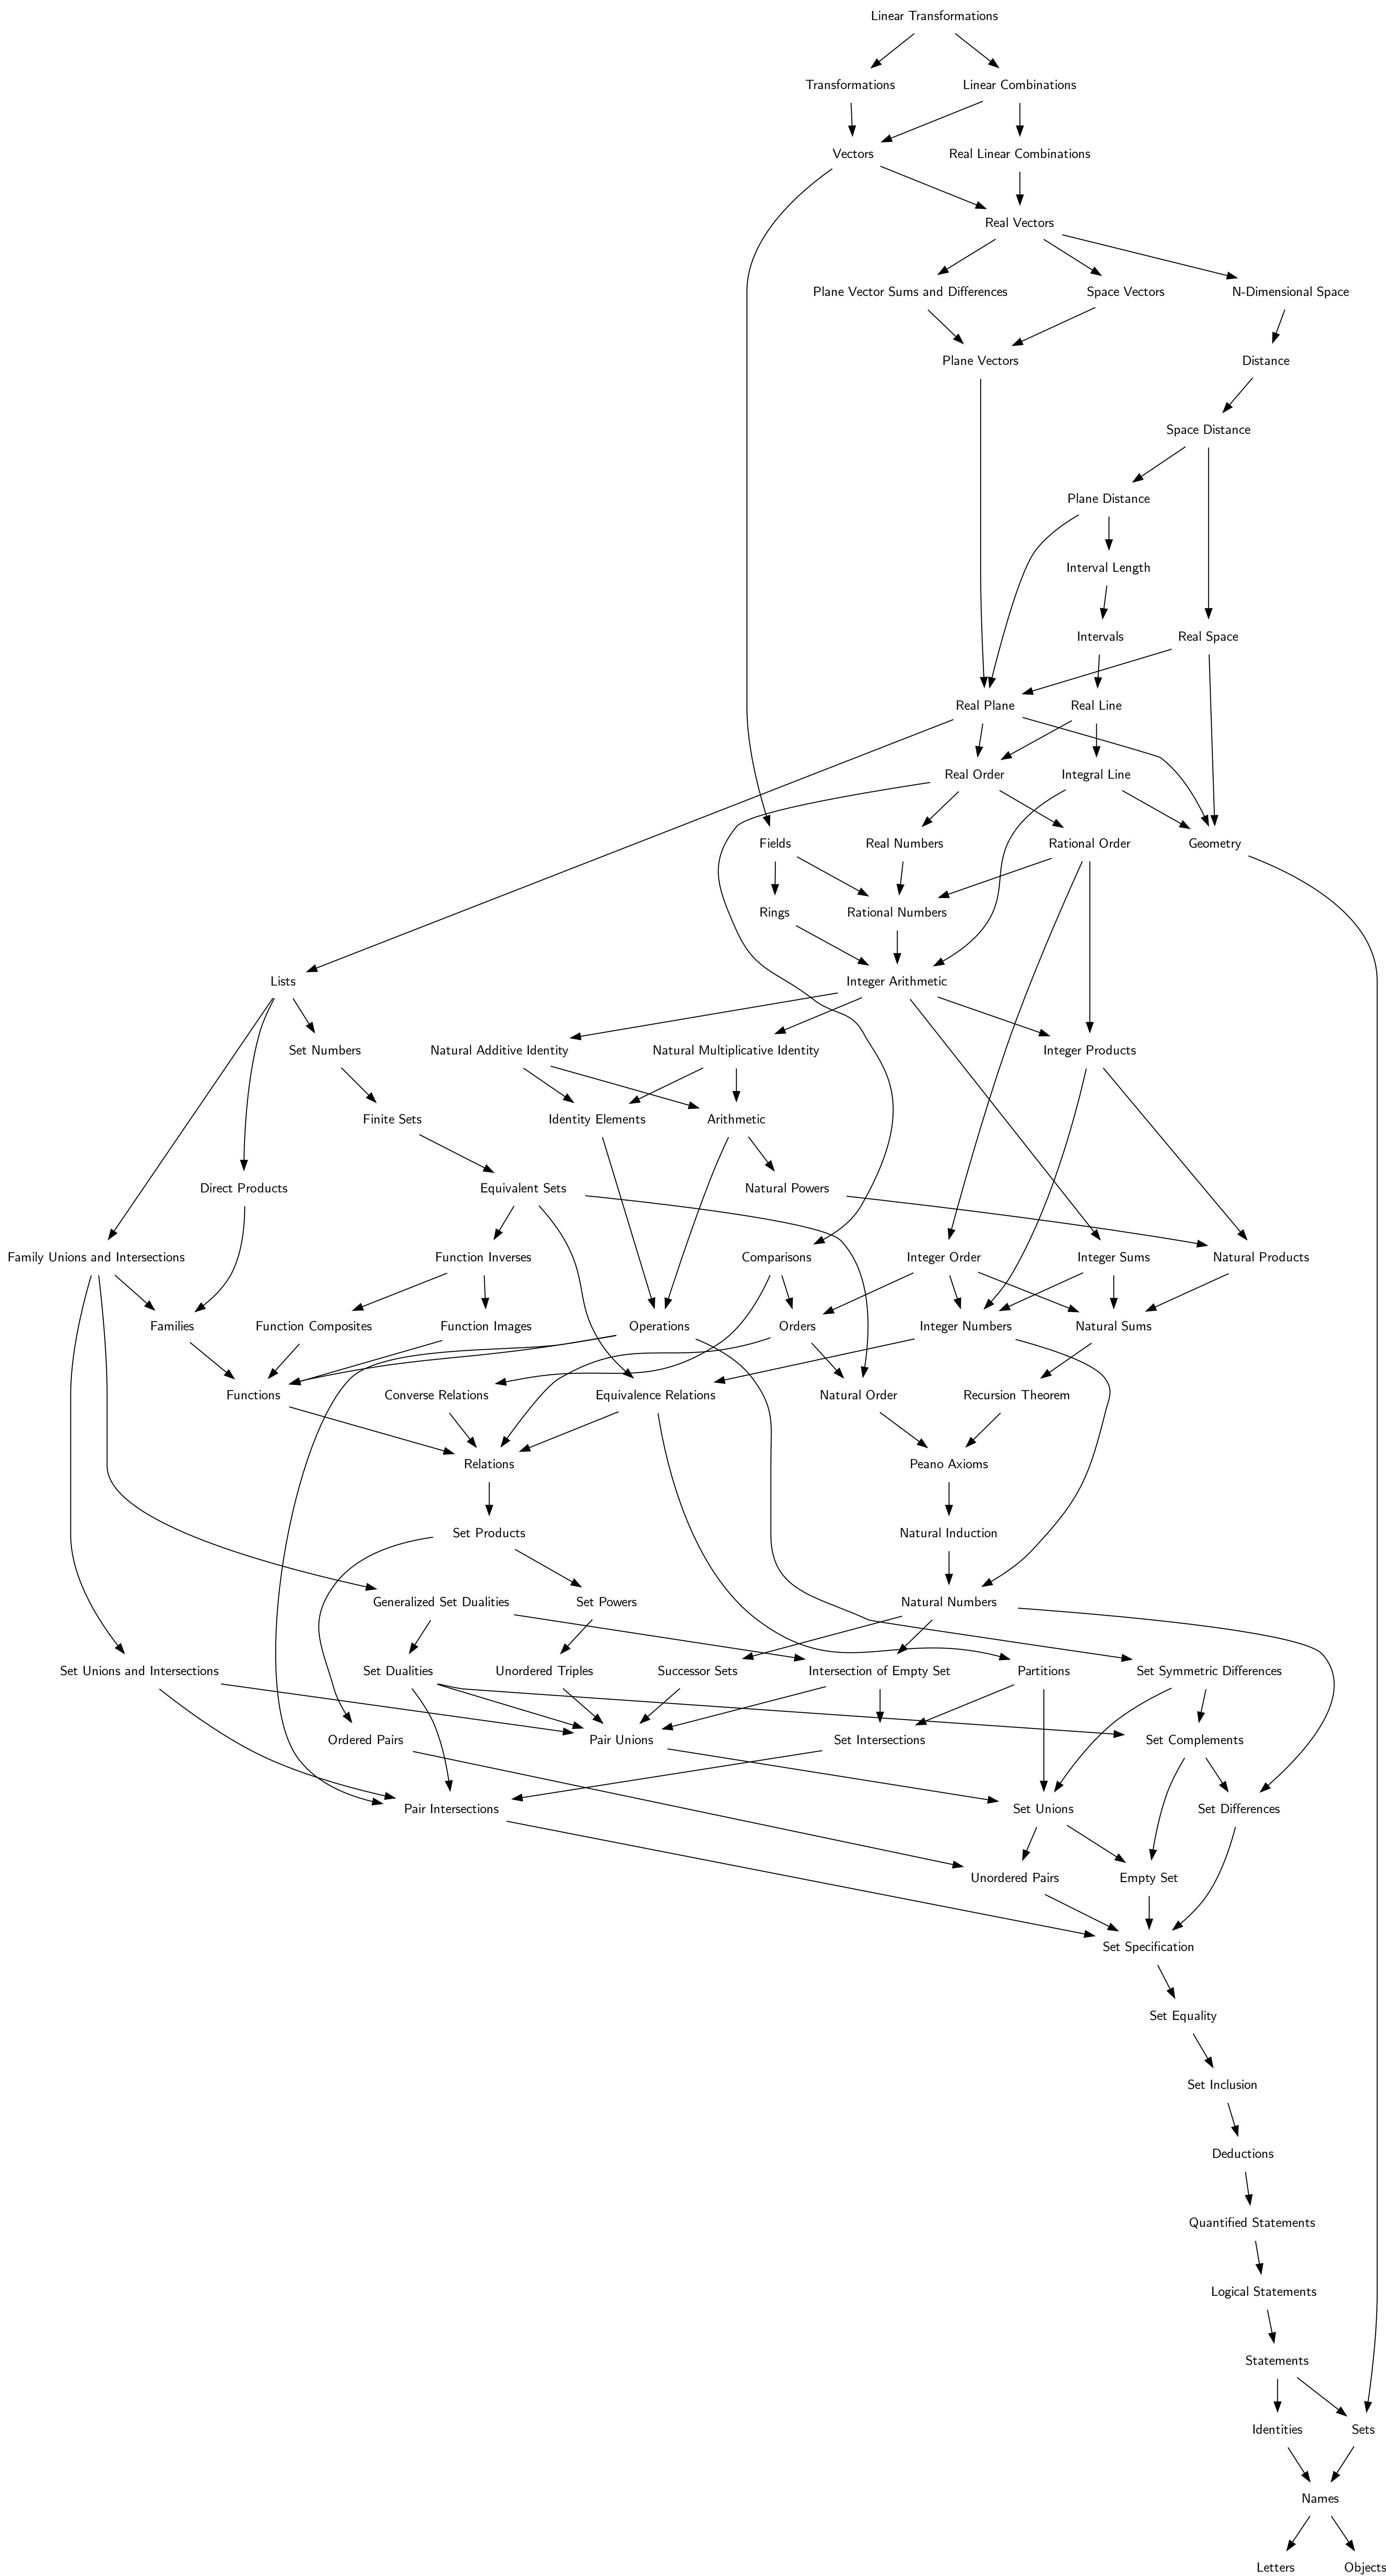 Linear Transformations
Transformations
Linear Combinations
Vectors
Real Linear Combinations
Real Vectors
Plane Vector Sums and Differences
Space Vectors
N-Dimensional Space
Plane Vectors
Distance
Space Distance
Plane Distance
Interval Length
Intervals
Real Space
Real Plane
Real Line
Real Order
Integral Line
Fields
Real Numbers
Rational Order
Geometry
Rings
Rational Numbers
Lists
Integer Arithmetic
Set Numbers
Natural Additive Identity
Natural Multiplicative Identity
Integer Products
Finite Sets
Identity Elements
Arithmetic
Direct Products
Equivalent Sets
Natural Powers
Family Unions and Intersections
Function Inverses
Comparisons
Integer Order
Integer Sums
Natural Products
Families
Function Composites
Function Images
Operations
Orders
Integer Numbers
Natural Sums
Functions
Converse Relations
Equivalence Relations
Natural Order
Recursion Theorem
Relations
Peano Axioms
Set Products
Natural Induction
Generalized Set Dualities
Set Powers
Natural Numbers
Set Unions and Intersections
Set Dualities
Unordered Triples
Successor Sets
Intersection of Empty Set
Partitions
Set Symmetric Differences
Ordered Pairs
Pair Unions
Set Intersections
Set Complements
Pair Intersections
Set Unions
Set Differences
Unordered Pairs
Empty Set
Set Specification
Set Equality
Set Inclusion
Deductions
Quantified Statements
Logical Statements
Statements
Identities
Sets
Names
Letters
Objects